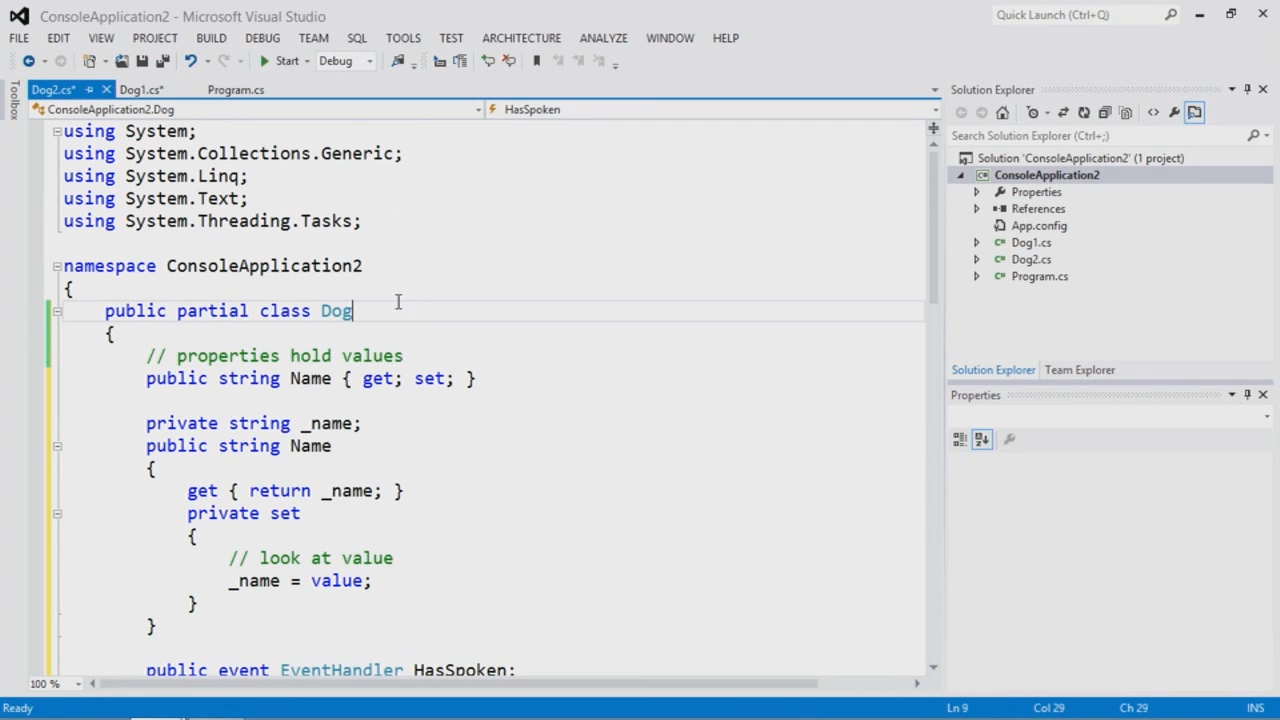 ConsoleApplication2 - Microsoft Visual Studio
Quick Launch (Ctrl+Q)
FILE EDIT VIEW PROJECT BUILD DEBUG TEAM SQL TOOLS TEST ARCHITECTURE ANALYZE WINDOW HELP
Start Debug
Toolbox
Dog2.cs* Dog1.cs* Program.cs
ConsoleApplication2.Dog HasSpoken
using System;
using System.Collections.Generic;
using System.Linq;
using System.Text;
using System.Threading.Tasks;
namespace ConsoleApplication2
{
public partial class Dog
{
// properties hold values
public string Name { get; set; }
private string _name;
public string Name
{
get { return _name; }
private set
{
// look at value
_name = value;
}
}
public event EventHandler HasSpoken;
100 %
Solution Explorer
Search Solution Explorer (Ctrl+;)
Solution 'ConsoleApplication2' (1 project)
ConsoleApplication2
Properties
References
App.config
Dog1.cs
Dog2.cs
Program.cs
Solution Explorer Team Explorer
Properties
Ready Ln 9 Col 29 Ch 29 INS